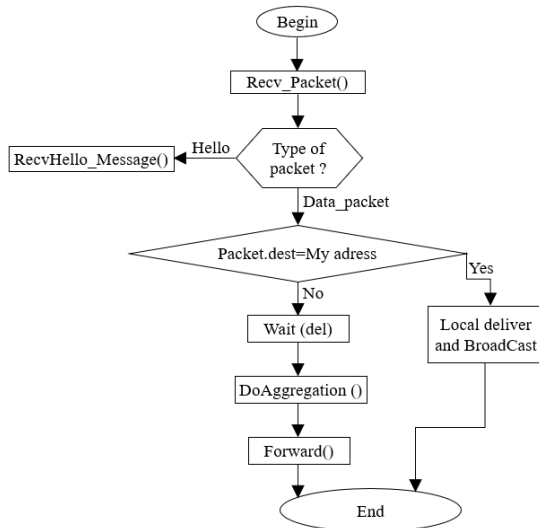 Begin
Recv_Packet()
Type of
packet ?
Hello
RecvHello_Message()
Data_packet
Packet.dest=My adress
Yes
No
Wait (del)
Local deliver
and BroadCast
DoAggregation ()
Forward()
End